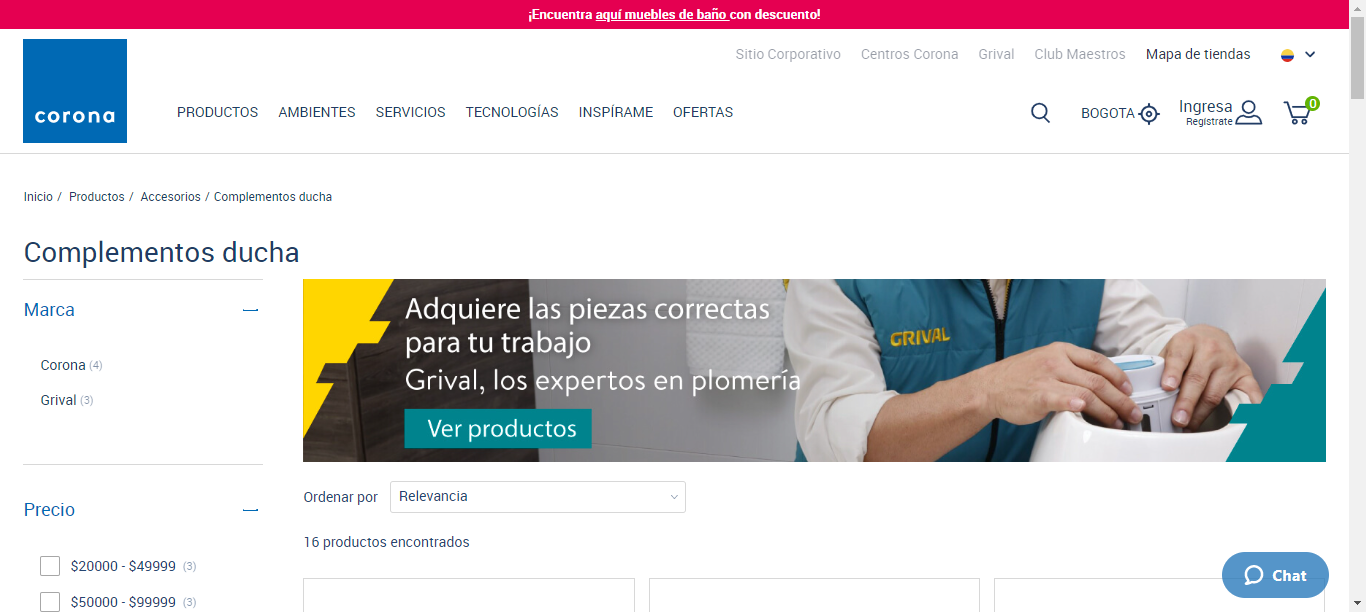 ¡Encuentra aquí muebles de baño con descuento!
Sitio Corporativo Centros Corona Grival Club Maestros Mapa de tiendas
corona
PRODUCTOS AMBIENTES SERVICIOS TECNOLOGÍAS INSPÍRAME OFERTAS
BOGOTA
Ingresa
Regístrate
0
Inicio / Productos / Accesorios / Complementos ducha
Complementos ducha
Marca
Corona (4)
Grival (3)
Precio
$20000 - $49999 (3)
$50000 - $99999 (3)
Adquiere las piezas correctas
para tu trabajo
Grival, los expertos en plomería
Ver productos
GRIVAL
Ordenar por Relevancia
16 productos encontrados
Chat